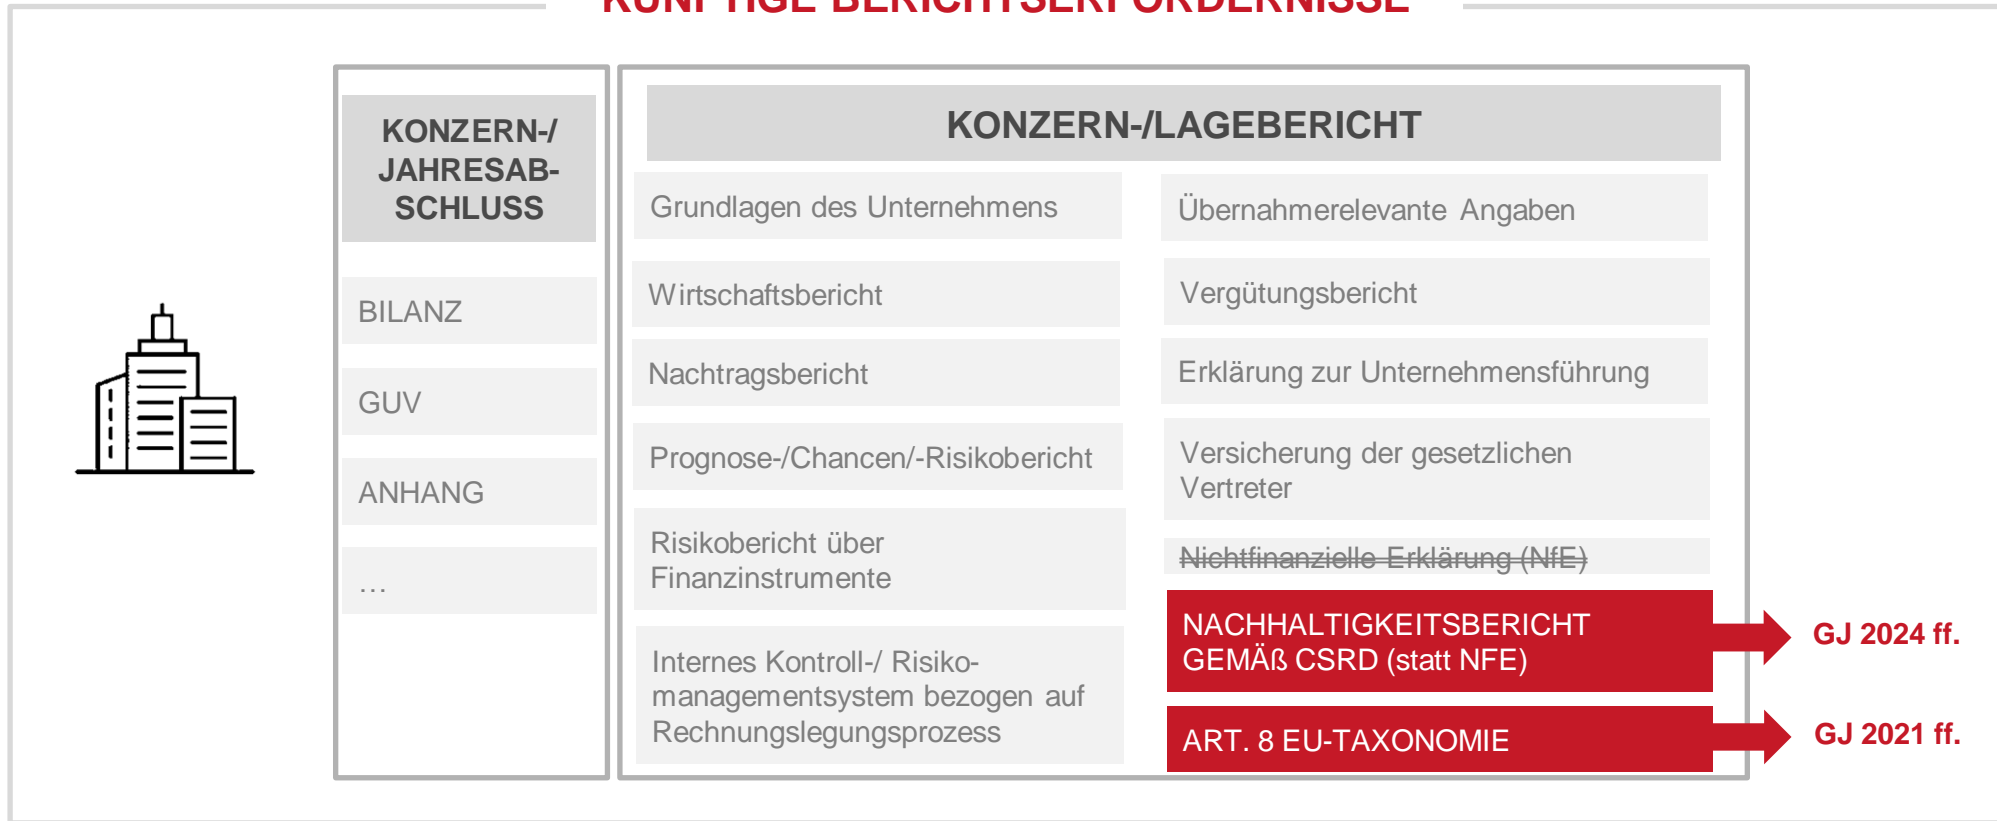 KÜNFTIGE BERICHTSERFORDERNISSE
KONZERN-/
JAHRESAB-
SCHLUSS
BILANZ
GUV
ANHANG
…
KONZERN-/LAGEBERICHT
Grundlagen des Unternehmens
Wirtschaftsbericht
Nachtragsbericht
Prognose-/Chancen/-Risikobericht
Risikobericht über
Finanzinstrumente
Internes Kontroll-/ Risiko-
managementsystem bezogen auf
Rechnungslegungsprozess
Übernahmerelevante Angaben
Vergütungsbericht
Erklärung zur Unternehmensführung
Versicherung der gesetzlichen
Vertreter
Nichtfinanzielle Erklärung (NfE)
NACHHALTIGKEITSBERICHT
GEMÄß CSRD (statt NFE)
GJ 2024 ff.
ART. 8 EU-TAXONOMIE
GJ 2021 ff.